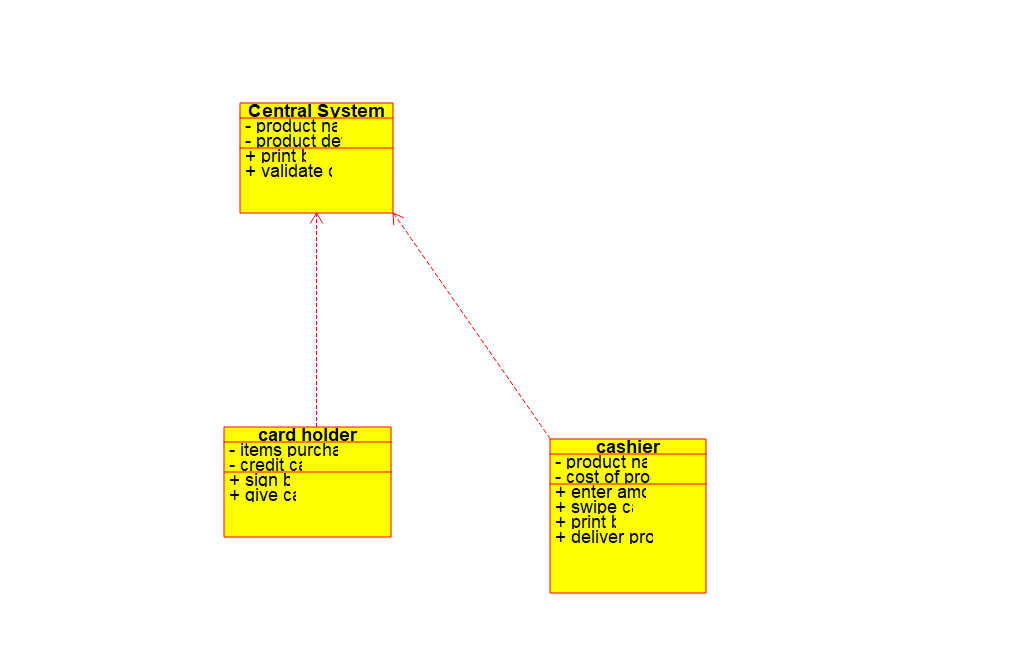 Central System
- product na
- product de
+ print b
+ validate c
card holder
- items purcha
- credit ca
+ sign b
+ give ca
cashier
- product na
- cost of pro
+ enter amo
+ swipe ca
+ print b
+ deliver pro